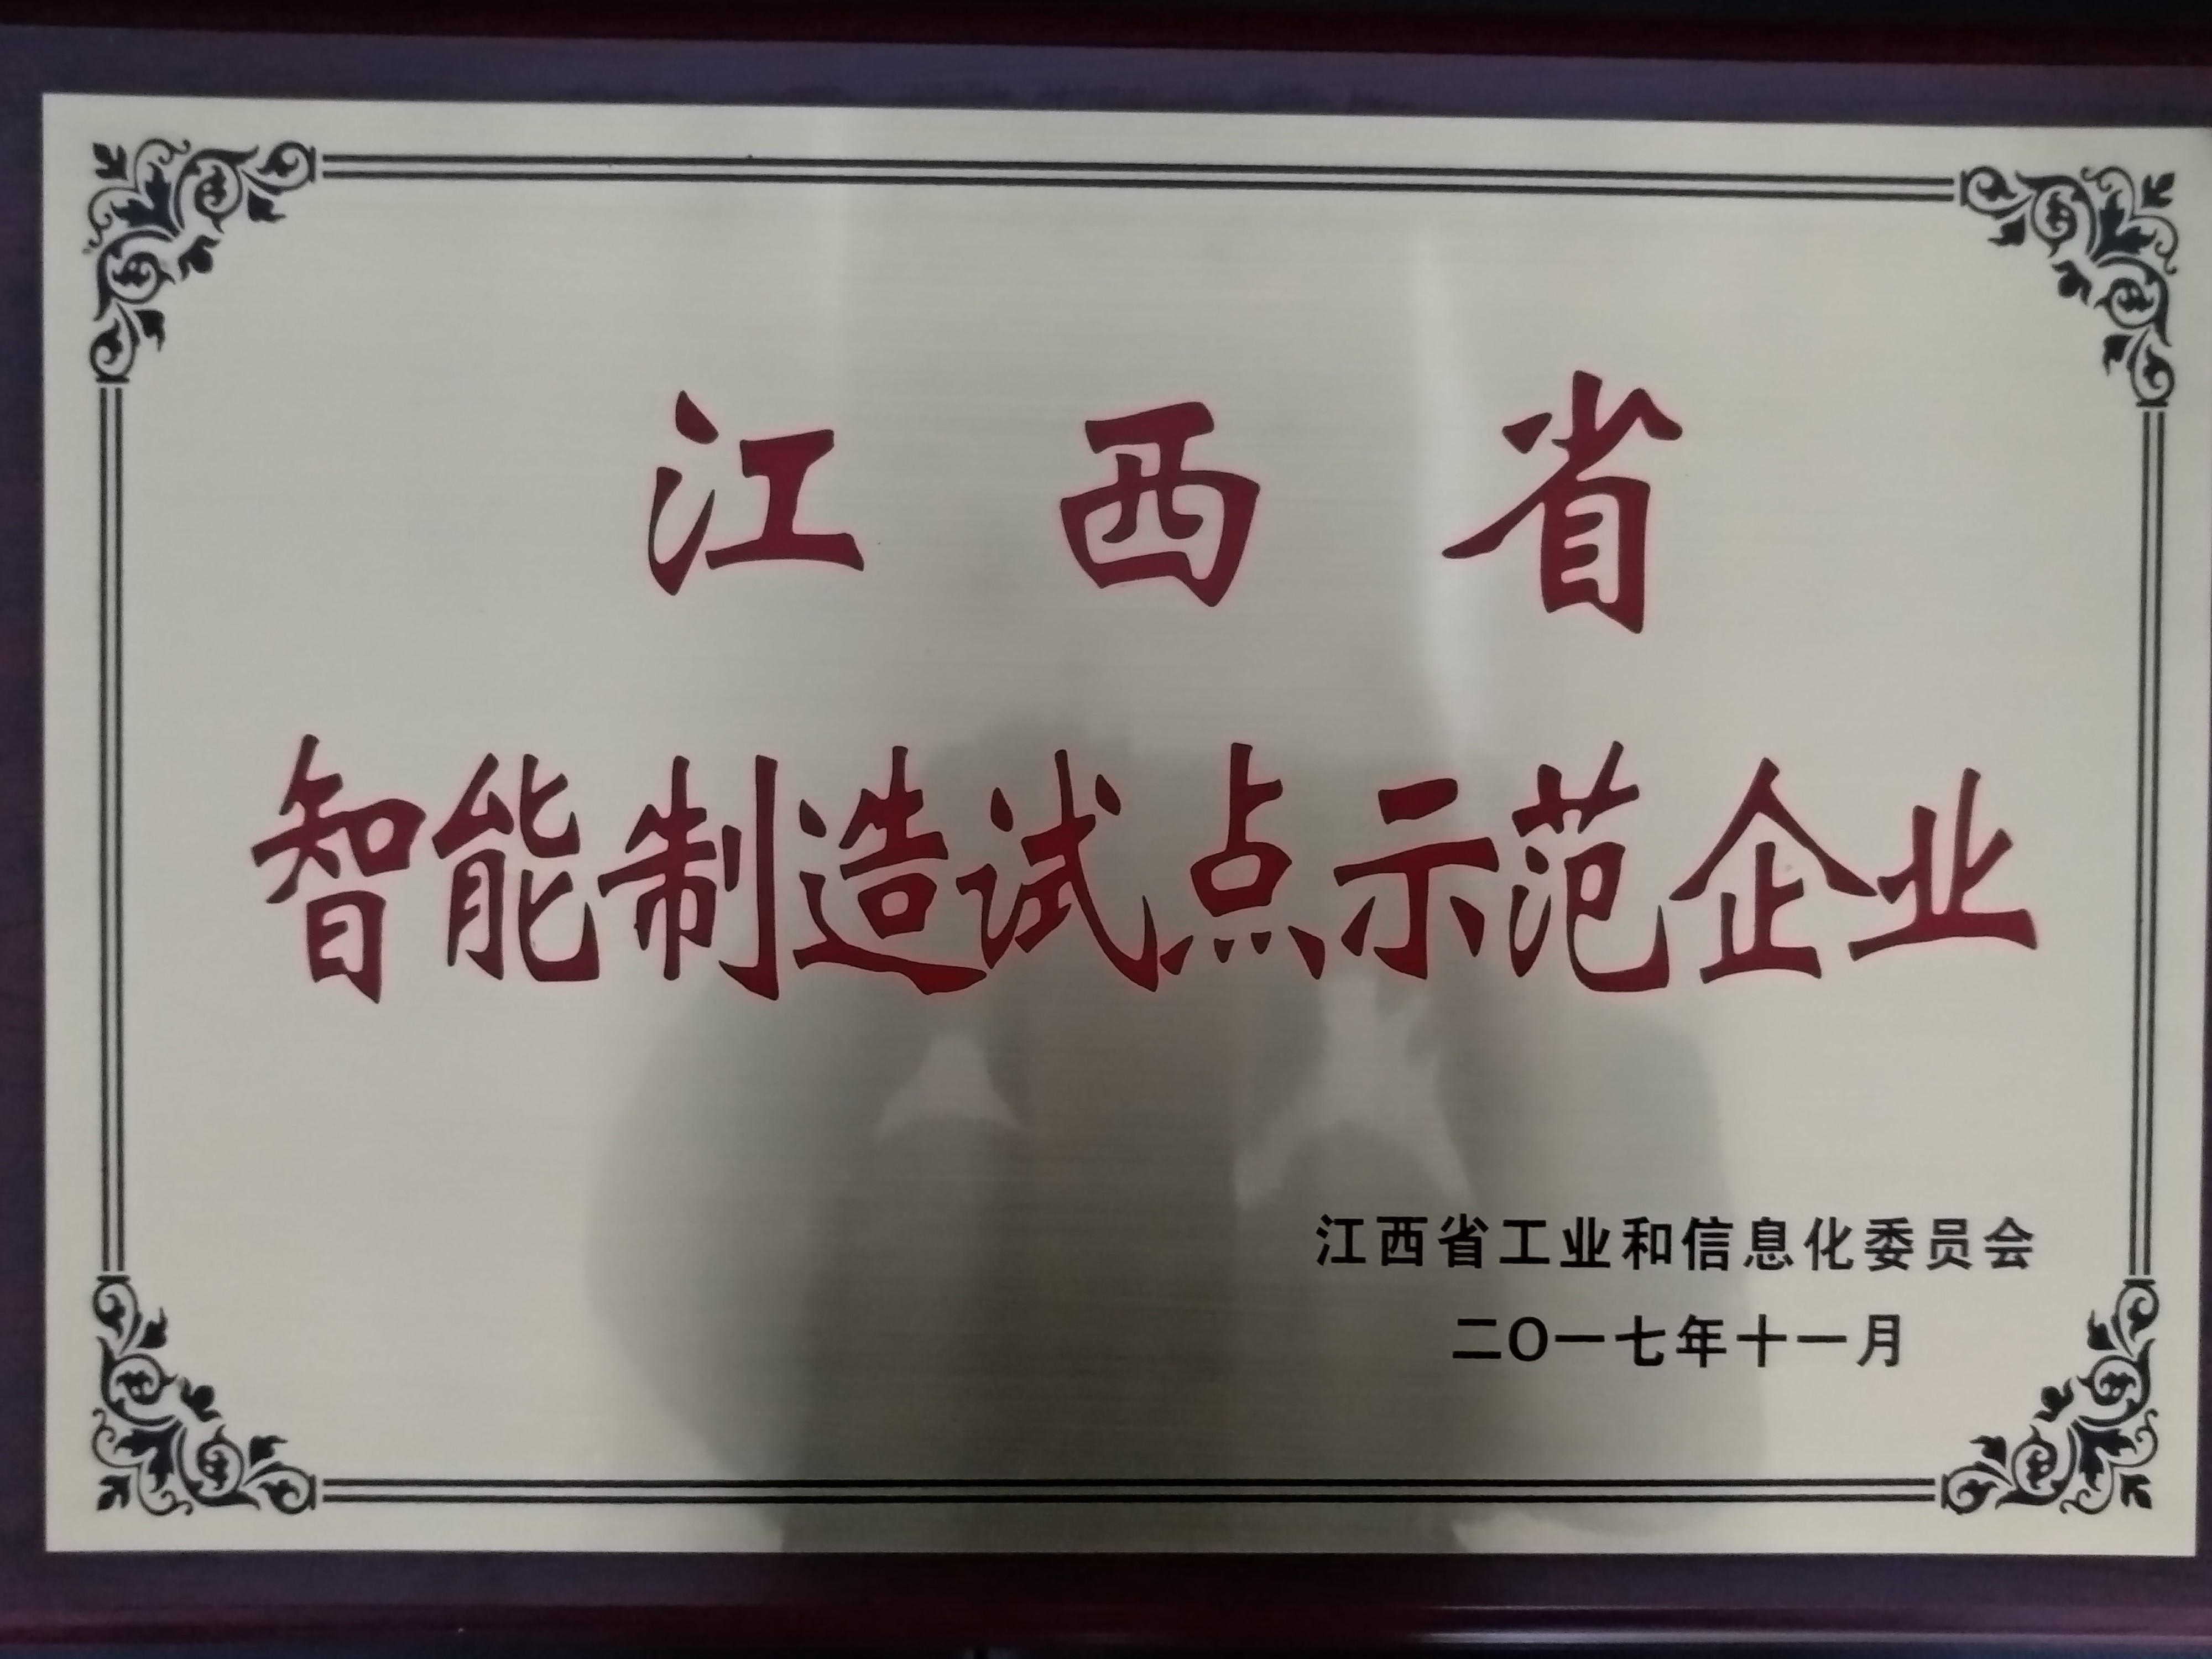 江西省
智能制造试点示范企业
江西省工业和信息化委员会
二〇一七年十一月